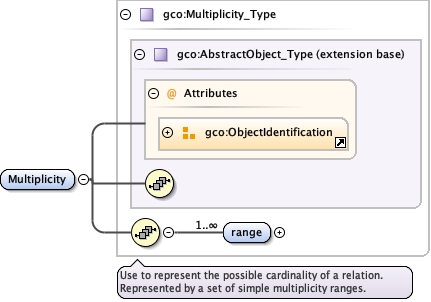 gco:Multiplicity_Type
gco:AbstractObject_Type (extension base)
@ Attributes
gco:ObjectIdentification
Multiplicity
1..∞
range
Use to represent the possible cardinality of a relation.
Represented by a set of simple multiplicity ranges.